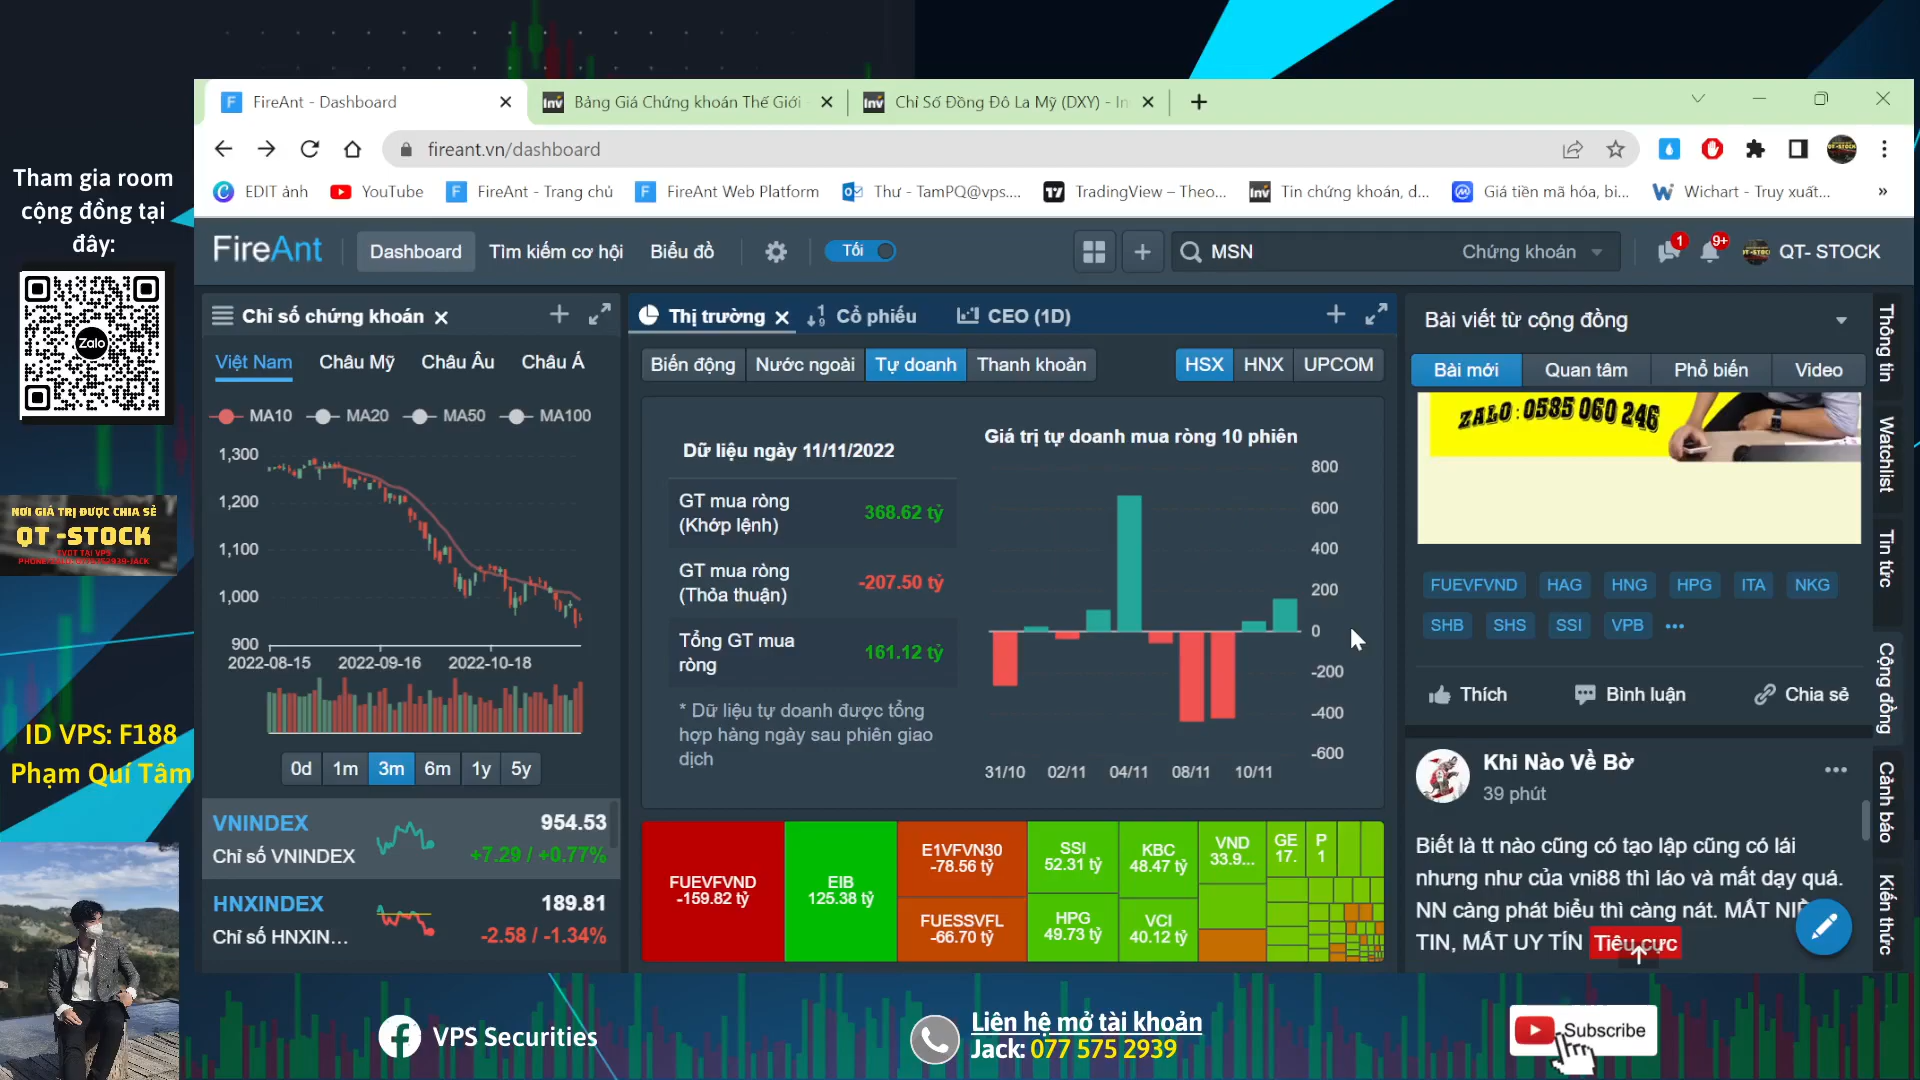 Tham gia room
cộng đồng tại
đây:
Zalo
NƠI GIÁ TRỊ ĐƯỢC CHIA SẺ
QT -STOCK
TVĐT TẠI VPS
ID VPS: F188
Phạm Quí Tâm
FireAnt - Dashboard
Bảng Giá Chứng khoán Thế Giới
Chỉ Số Đồng Đô La Mỹ (DXY) - In
fireant.vn/dashboard
EDIT ảnh
YouTube
FireAnt - Trang chủ
FireAnt Web Platform
Thư - TamPQ@vps....
TradingView – Theo...
Tin chứng khoán, d...
Giá tiền mã hóa, bi...
Wichart - Truy xuất...
»
FireAnt
Dashboard
Tìm kiếm cơ hội
Biểu đồ
Tối
MSN
Chứng khoán
1
9+
QT- STOCK
Chỉ số chứng khoán
Việt Nam
Châu Mỹ
Châu Âu
Châu Á
MA10
MA20
MA50
MA100
1,300
1,200
1,100
1,000
900
2022-08-15
2022-09-16
2022-10-18
0d
1m
3m
6m
1y
5y
VNINDEX
954.53
Chỉ số VNINDEX
+7.29 / +0.77%
HNXINDEX
189.81
Chỉ số HNXIN...
-2.58 / -1.34%
Thị trường
Cổ phiếu
CEO (1D)
Biến động
Nước ngoài
Tự doanh
Thanh khoản
HSX
HNX
UPCOM
Dữ liệu ngày 11/11/2022
GT mua ròng
(Khớp lệnh)
368.62 tỷ
GT mua ròng
(Thỏa thuận)
-207.50 tỷ
Tổng GT mua
ròng
161.12 tỷ
* Dữ liệu tự doanh được tổng
hợp hàng ngày sau phiên giao
dịch
Giá trị tự doanh mua ròng 10 phiên
800
600
400
200
0
-200
-400
-600
31/10
02/11
04/11
08/11
10/11
FUEVFVND
-159.82 tỷ
EIB
125.38 tỷ
E1VFVN30
-78.56 tỷ
FUESSVFL
-66.70 tỷ
SSI
52.31 tỷ
HPG
49.73 tỷ
KBC
48.47 tỷ
VCI
40.12 tỷ
VND
33.9...
GE
17.
P
1
Bài viết từ cộng đồng
Bài mới
Quan tâm
Phổ biến
Video
ZALO : 0585 060 246
FUEVFVND
HAG
HNG
HPG
ITA
NKG
SHB
SHS
SSI
VPB
Thích
Bình luận
Chia sẻ
Khi Nào Về Bờ
39 phút
Biết là tt nào cũng có tạo lập cũng có lái
nhưng như của vni88 thì láo và mất dạy quá.
NN càng phát biểu thì càng nát. MẤT NI
TIN, MẤT UY TÍN
Tiêu cực
Thông tin
Watchlist
Tin tức
Cộng đồng
Cảnh báo
Kiến thức
VPS Securities
Liên hệ mở tài khoản
Jack: 077 575 2939
Subscribe